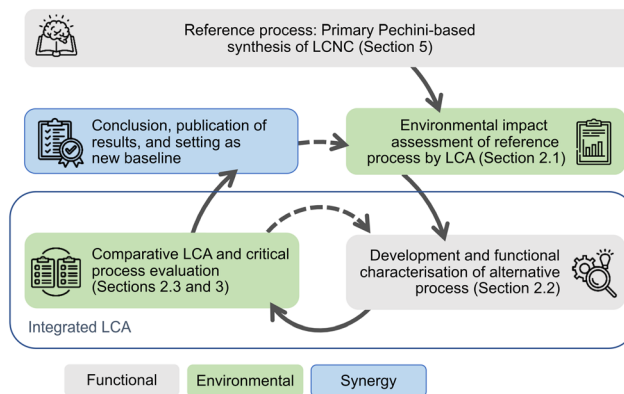 Reference process: Primary Pechini-based
synthesis of LCNC (Section 5)
Conclusion, publication of
results, and setting as
new baseline
Environmental impact
assessment of reference
process by LCA (Section 2.1)
Comparative LCA and critical
process evaluation
(Sections 2.3 and 3)
Development and functional
characterisation of alternative
process (Section 2.2)
Integrated LCA
Functional
Environmental
Synergy